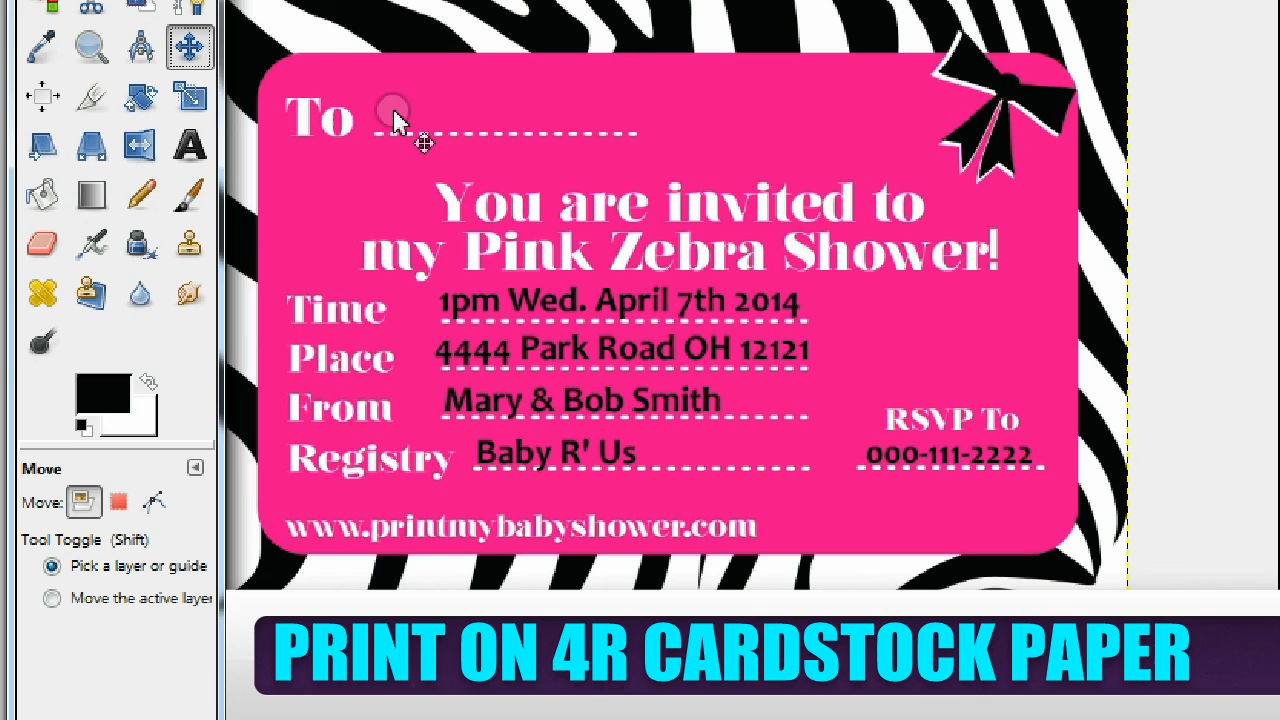 To
You are invited to
my Pink Zebra Shower!
Time 1pm Wed. April 7th 2014
Place 4444 Park Road OH 12121
From Mary & Bob Smith
RSVP To
Registry Baby R' Us
000-111-2222
www.printmybabyshower.com
Move
Move:
Tool Toggle (Shift)
Pick a layer or guide
Move the active layer
PRINT ON 4R CARDSTOCK PAPER